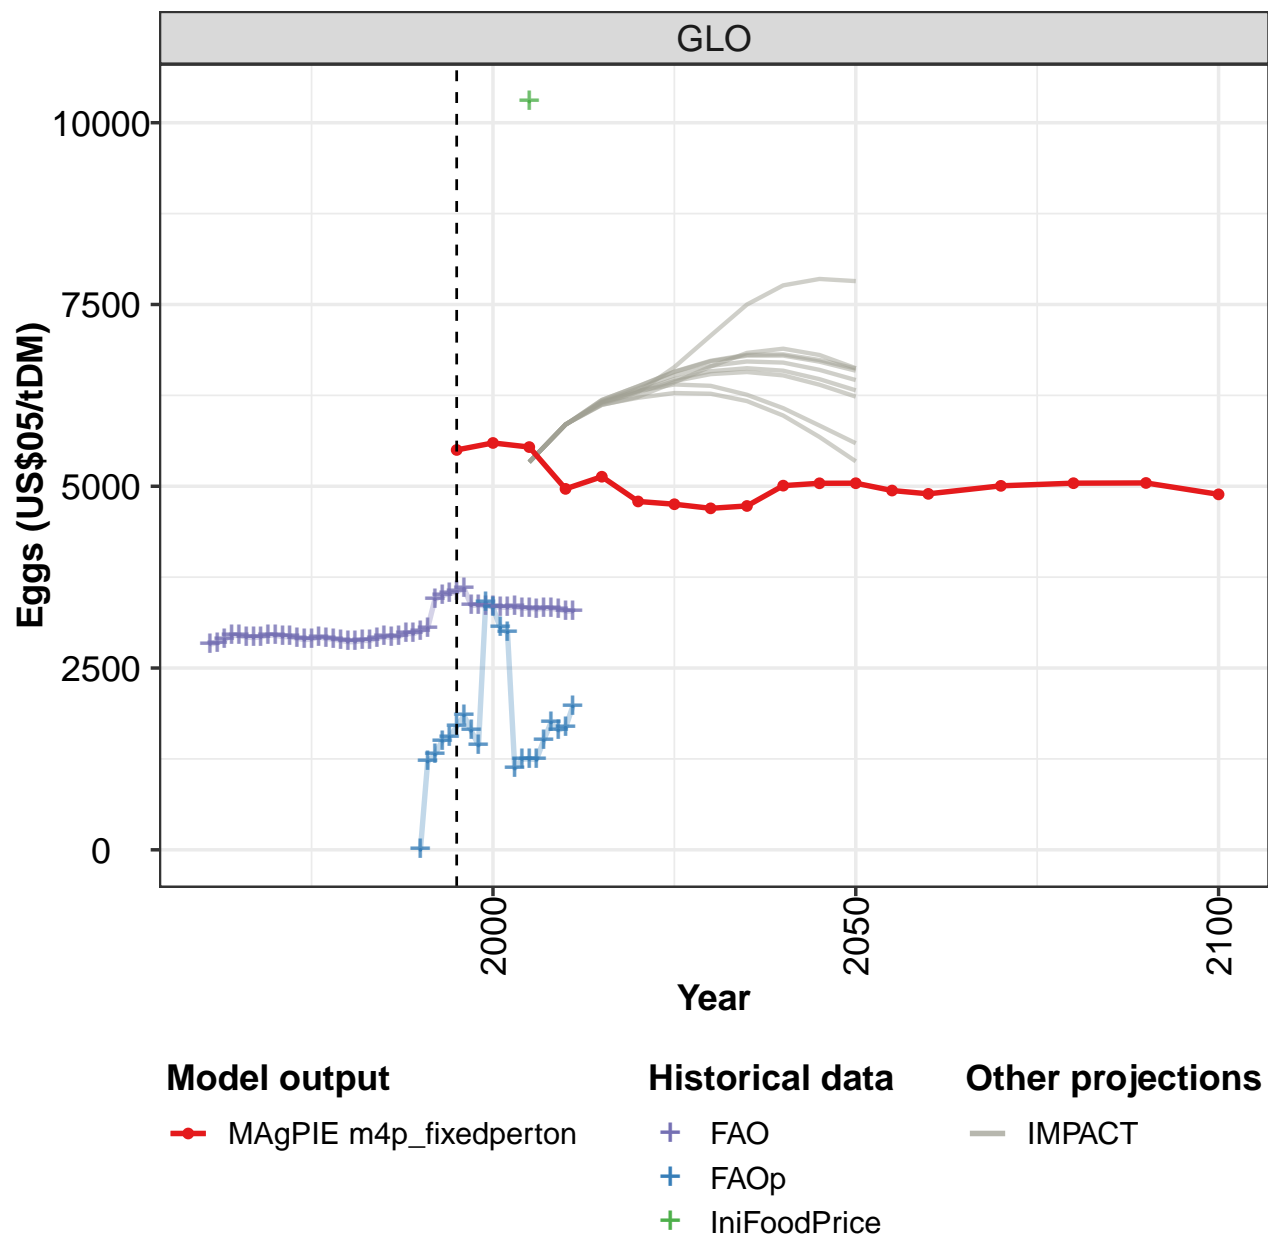 GLO
10000
7500
5000
2500
0
Eggs (US$05/tDM)
2000
2050
2100
Year
Model output
MAgPIE m4p_fixedperton
Historical data
FAO
FAOp
IniFoodPrice
Other projections
IMPACT